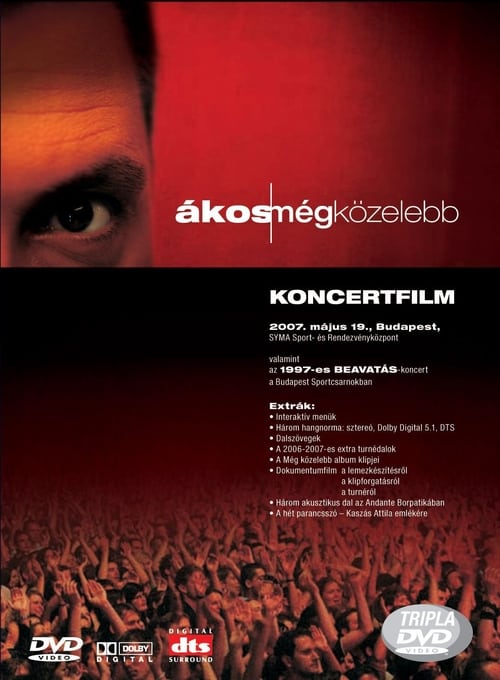 ákosmégközelebb
KONCERTFILM
2007. május 19., Budapest,
SYMA Sport- és Rendezvényközpont
valamint
az 1997-es BEAVATÁS-koncert
a Budapest Sportcsarnokban
Extrák:
• Interaktív menük
• Három hangnorma: sztereó, Dolby Digital 5.1, DTS
• Dalszövegek
• A 2006-2007-es extra turnédalok
• A Még közelebb album klipjei
• Dokumentumfilm a lemezkészítésről
a klipforgatásról
a turnéról
• Három akusztikus dal az Andante Borpatikában
• A hét parancsszó – Kaszás Attila emlékére
TRIPLA
DVD
VIDEO
DVD
VIDEO
DOLBY
DIGITAL
DIGITAL
dts
SURROUND